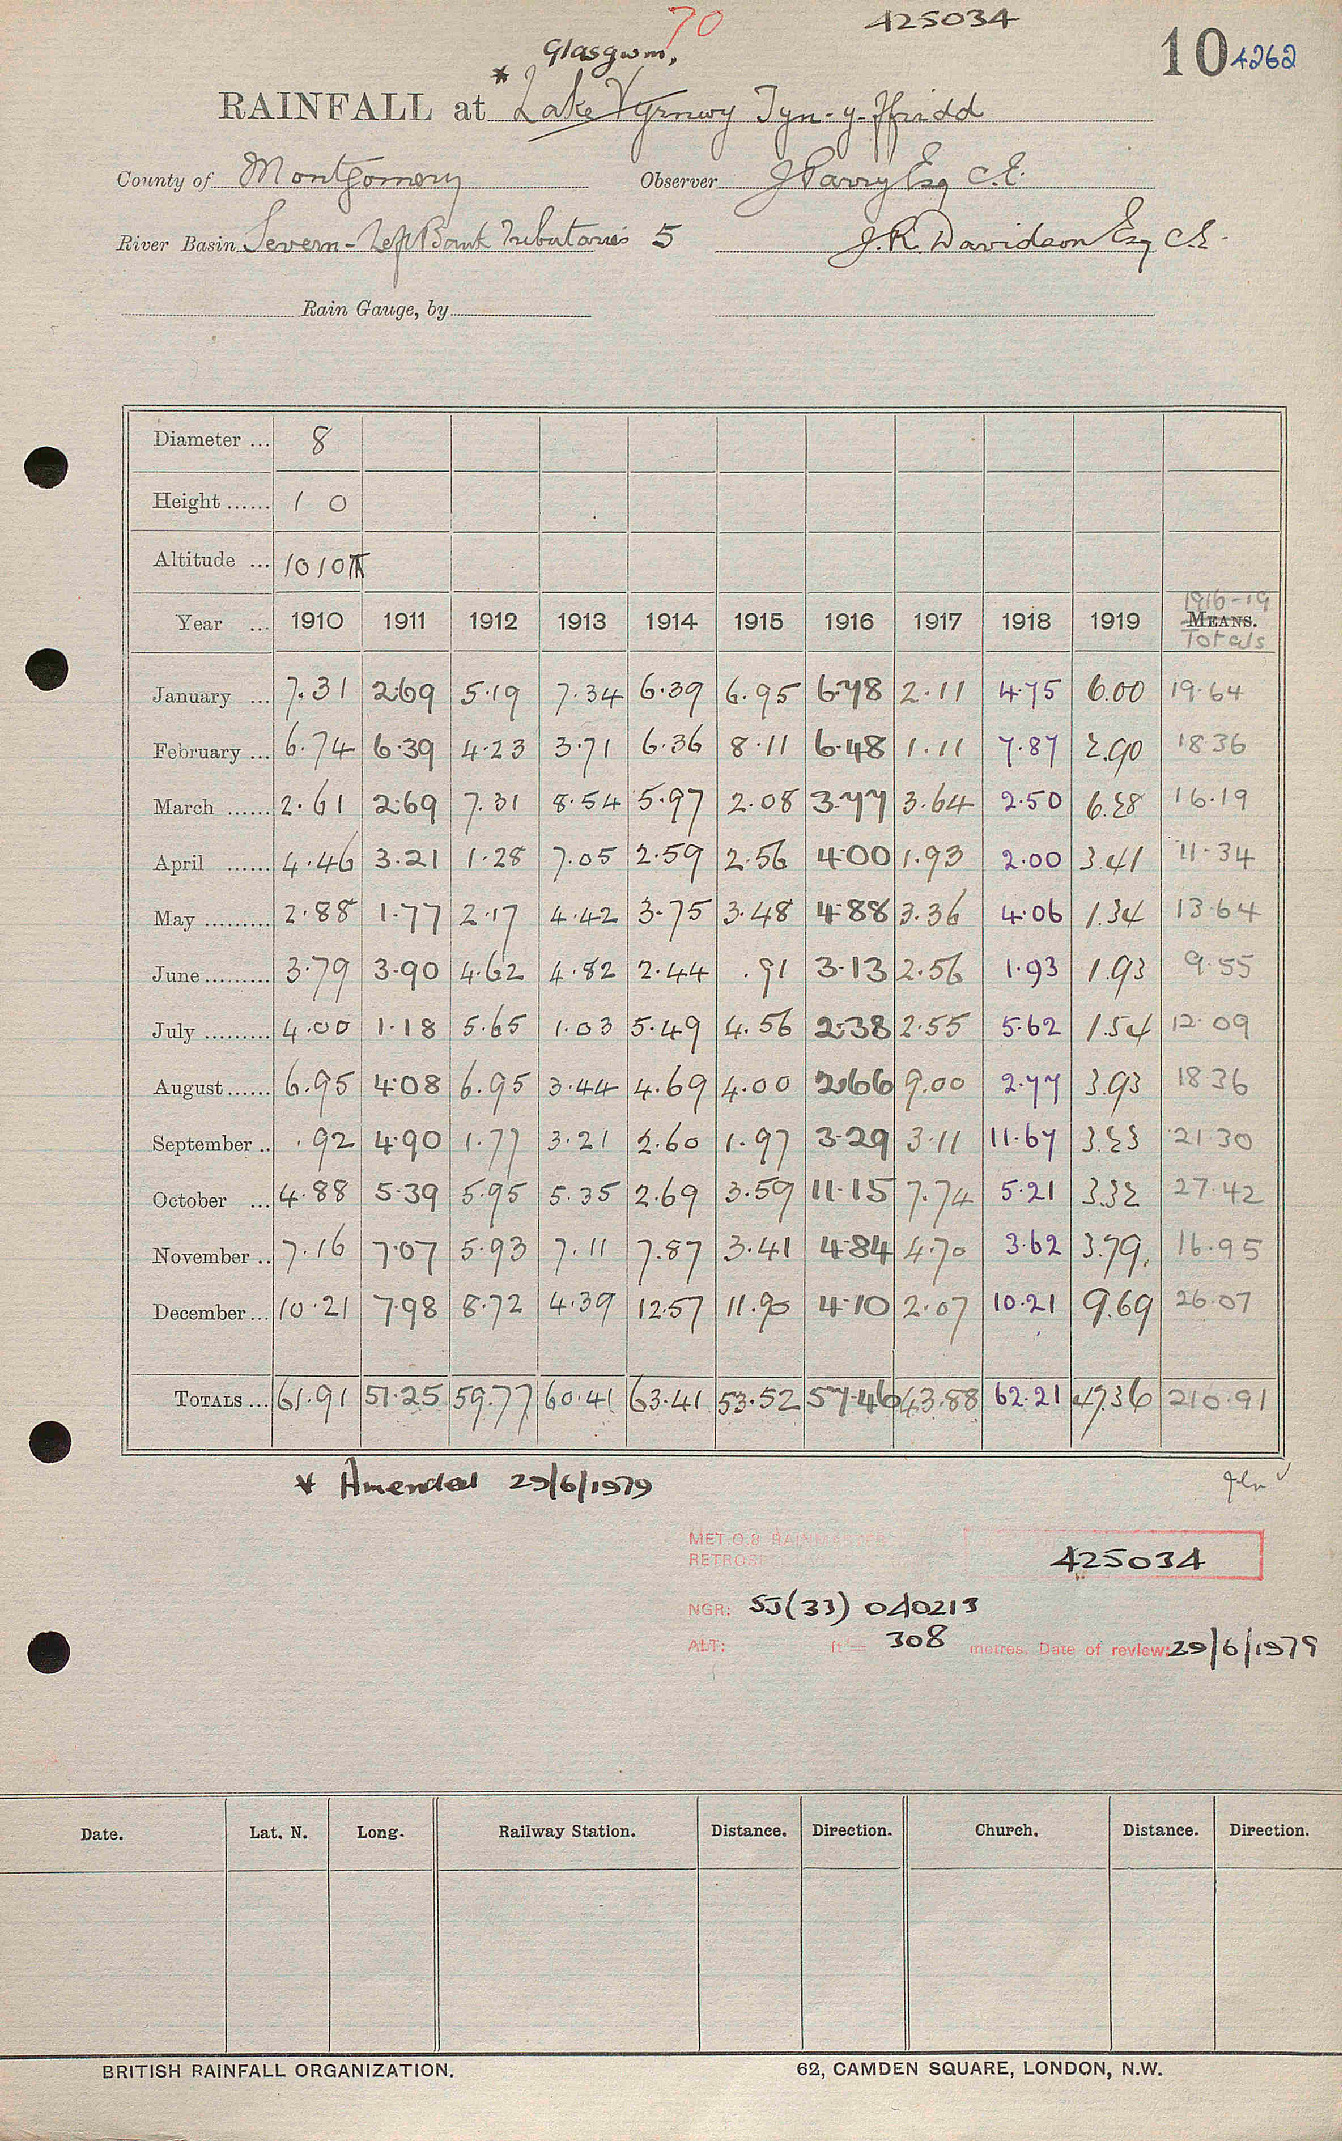 70 425034
Glasgwm, 10 4262
* RAINFALL at Lake Vyrnwy Tyn-y-ffridd
County of Montgomery Observer J Parry Esq C.E.
River Basin Severn - Left Bank Tributaries 5 J. R. Davidson Esq C.E.
Rain Gauge, by
Diameter ... 8
Height ...... 1 0
Altitude ... 1010 ft
1916-19
Year ... 1910 1911 1912 1913 1914 1915 1916 1917 1918 1919 MEANS.
Totals
January ... 7.31 2.69 5.19 7.34 6.39 6.95 6.78 2.11 4.75 6.00 19.64
February ... 6.74 6.39 4.23 3.71 6.36 8.11 6.48 1.11 7.87 2.90 18.36
March ...... 2.61 2.69 7.31 8.54 5.97 2.08 3.77 3.64 2.50 6.28 16.19
April ...... 4.46 3.21 1.28 7.05 2.59 2.56 4.00 1.93 2.00 3.41 11.34
May ......... 2.88 1.77 2.17 4.42 3.75 3.48 4.88 3.36 4.06 1.34 13.64
June ......... 3.79 3.90 4.62 4.82 2.44 .91 3.13 2.56 1.93 1.93 9.55
July ......... 4.00 1.18 5.65 1.03 5.49 4.56 2.38 2.55 5.62 1.54 12.09
August ...... 6.95 4.08 6.95 3.44 4.69 4.00 2.66 9.00 2.77 3.93 18.36
September .. .92 4.90 1.77 3.21 2.60 1.97 3.29 3.11 11.67 3.23 21.30
October ... 4.88 5.39 5.95 5.35 2.69 3.59 11.15 7.74 5.21 3.32 27.42
November .. 7.16 7.07 5.93 7.11 7.87 3.41 4.84 4.70 3.62 3.79. 16.95
December ... 10.21 7.98 8.72 4.39 12.57 11.90 4.10 2.07 10.21 9.69 26.07
TOTALS ... 61.91 51.25 59.77 60.41 63.41 53.52 57.46 43.88 62.21 47.36 210.91
* Amended 29/6/1979
MET.O.8
425034
NGR: SJ(33) 040213
ALT: ft = 308 metres. Date of review: 29/6/1979
Date. Lat. N. Long. Railway Station. Distance. Direction. Church. Distance. Direction.
BRITISH RAINFALL ORGANIZATION. 62, CAMDEN SQUARE, LONDON, N.W.